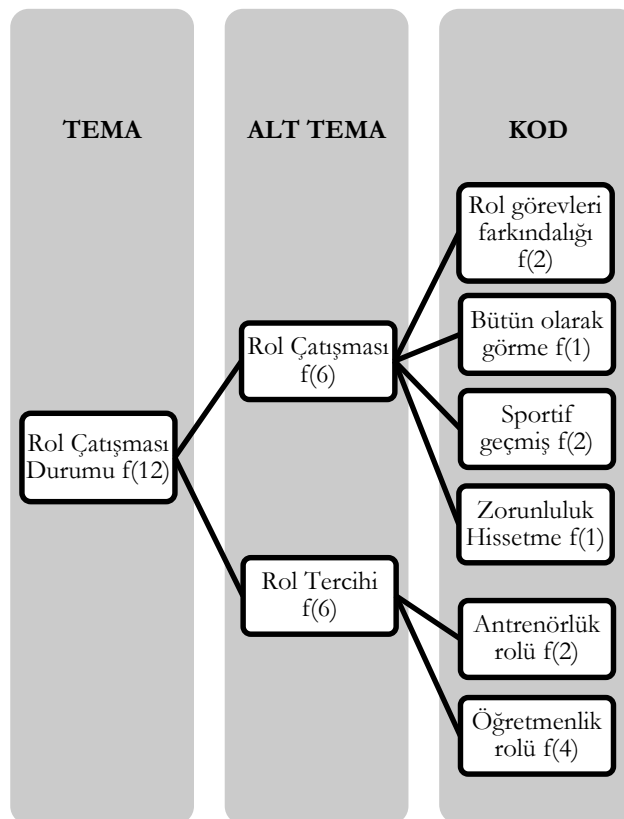 TEMA
ALT TEMA
KOD
Rol Çatışması
Durumu f(12)
Rol Çatışması
f(6)
Rol Tercihi
f(6)
Rol görevleri
farkındalığı
f(2)
Bütün olarak
görme f(1)
Sportif
geçmiş f(2)
Zorunluluk
Hissetme f(1)
Antrenörlük
rolü f(2)
Öğretmenlik
rolü f(4)